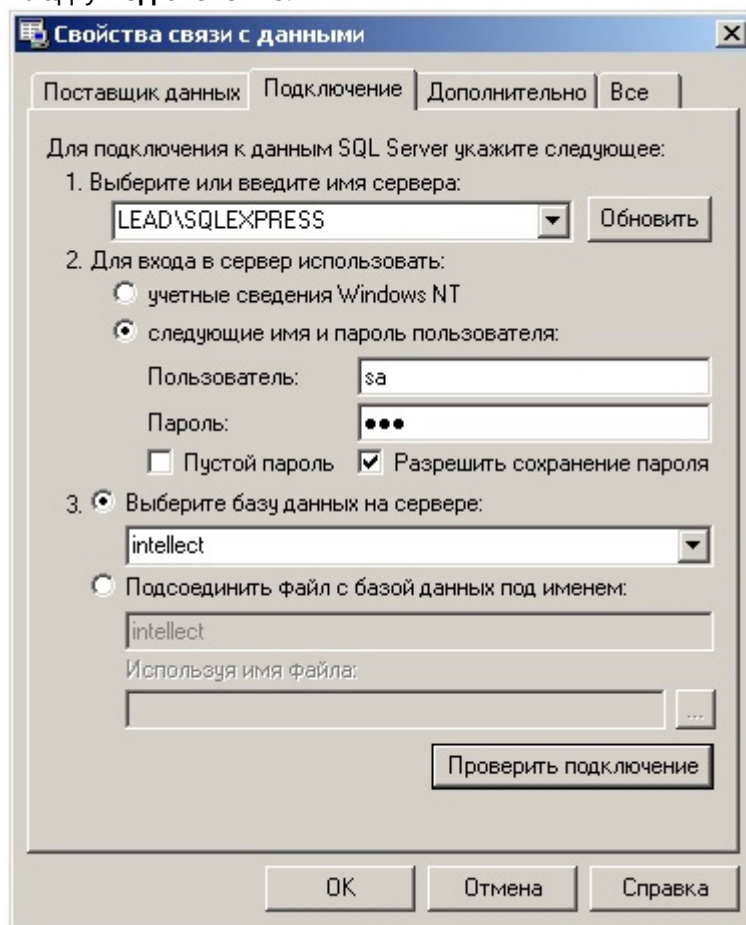 Свойства связи с данными
Поставщик данных Подключение Дополнительно Все
Для подключения к данным SQL Server укажите следующее:
1. Выберите или введите имя сервера:
LEAD\SQLEXPRESS Обновить
2. Для входа в сервер использовать:
учетные сведения Windows NT
следующие имя и пароль пользователя:
Пользователь: sa
Пароль: •••
Пустой пароль Разрешить сохранение пароля
3. Выберите базу данных на сервере:
intellect
Подсоединить файл с базой данных под именем:
intellect
Используя имя файла:
...
Проверить подключение
OK Отмена Справка